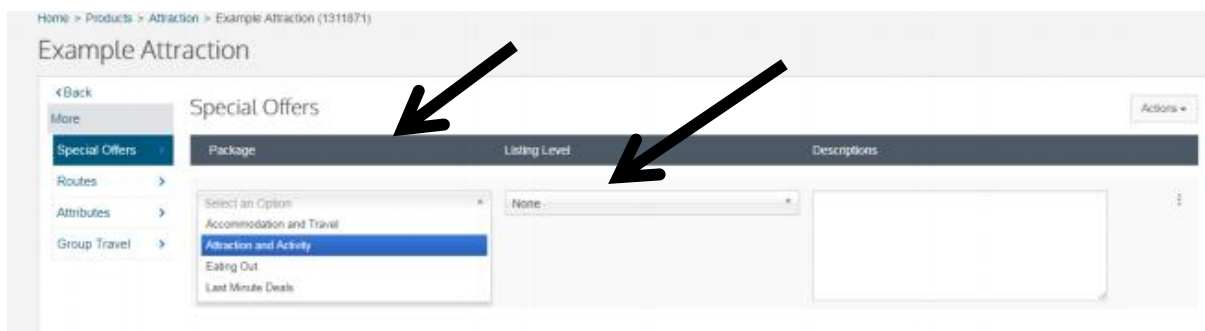 Home > Products > Attraction > Example Attraction (1311871)
Example Attraction
Back
More
Special Offers
Actions
Special Offers
Package Listing Level Descriptions
Routes
Attributes
Group Travel
Select an Option
None
Accommodation and Travel
Attraction and Activity
Eating Out
Last Minute Deals